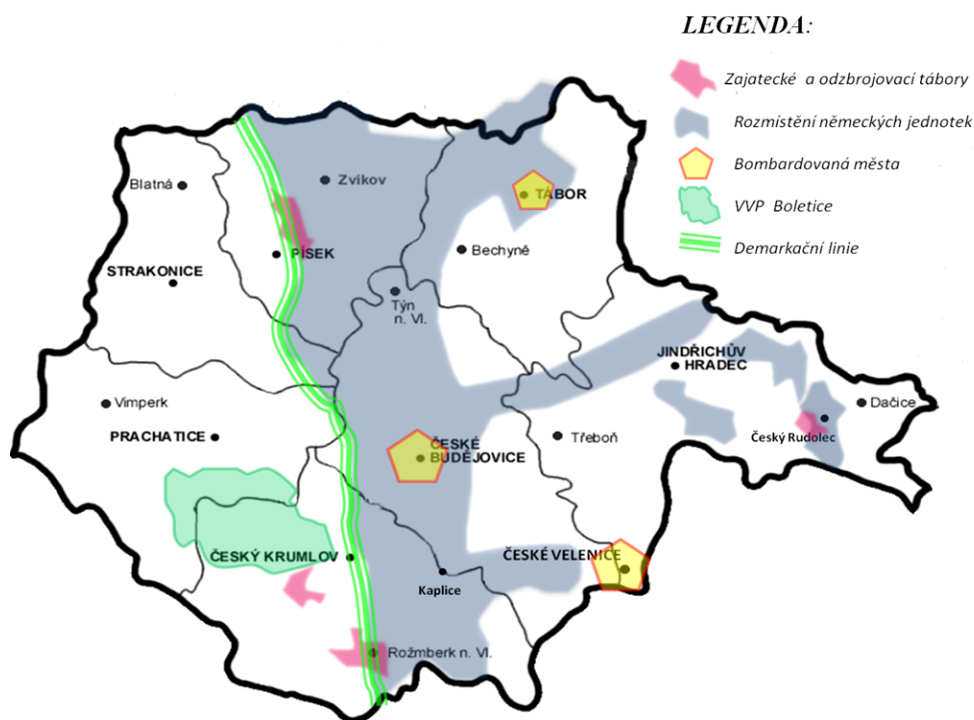 LEGENDA:
Zajatecké a odzbrojovací tábory
Rozmístění německých jednotek
Bombardovaná města
VVP Boletice
Demarkační linie
Blatná
Zvíkov
TÁBOR
STRAKONICE
PÍSEK
Bechyně
Týn
n. Vl.
JINDŘICHŮV
HRADEC
Vimperk
PRACHATICE
ČESKÉ
BUDĚJOVICE
Třeboň
Český Rudolec
Dačice
ČESKÝ KRUMLOV
Kaplice
ČESKÉ VELENICE
Rožmberk n. Vl.